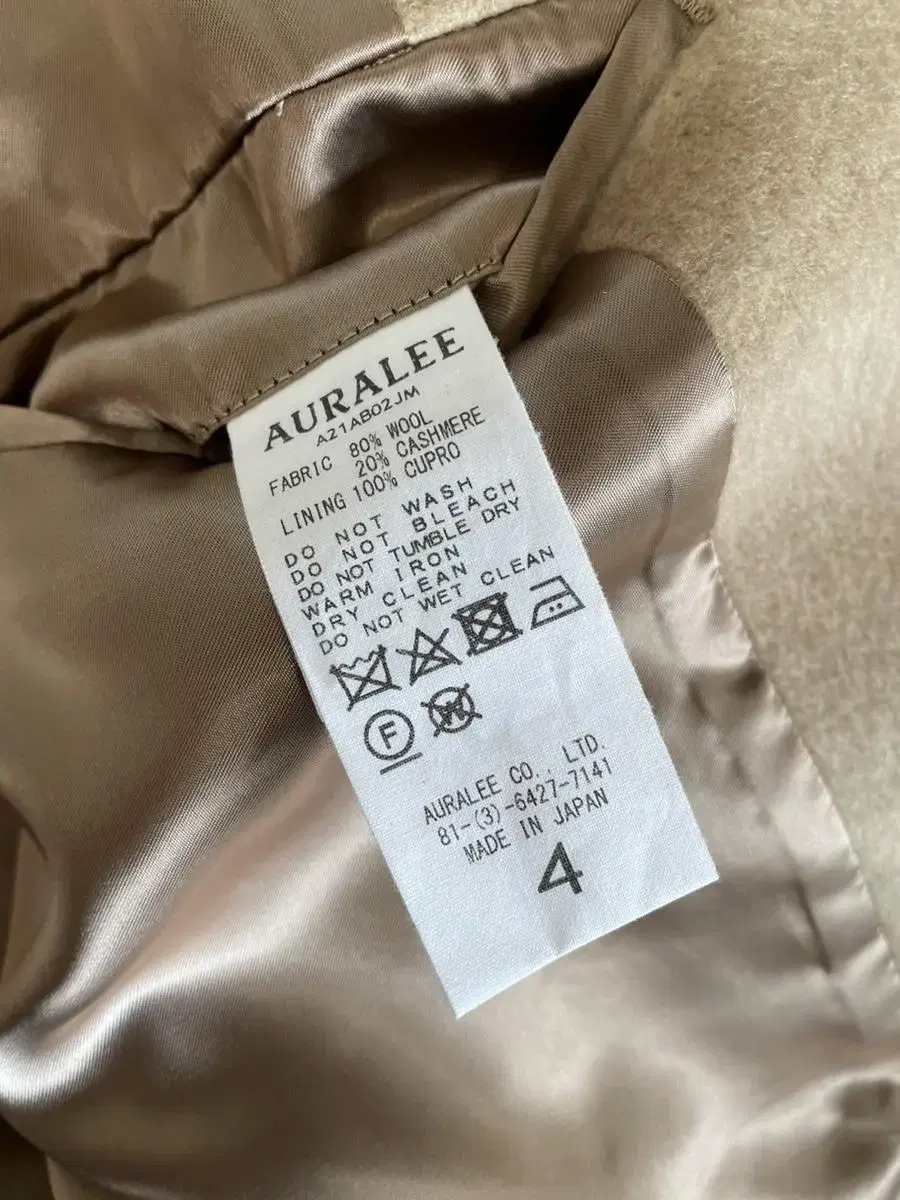 AURALEE
A21AB02JM
FABRIC 80% WOOL
20% CASHMERE
LINING 100% CUPRO
DO NOT WASH
DO NOT BLEACH
DO NOT TUMBLE DRY
WARM IRON
DRY CLEAN
DO NOT WET CLEAN
F W
AURALEE CO., LTD.
81-(3)-6427-7141
MADE IN JAPAN
4